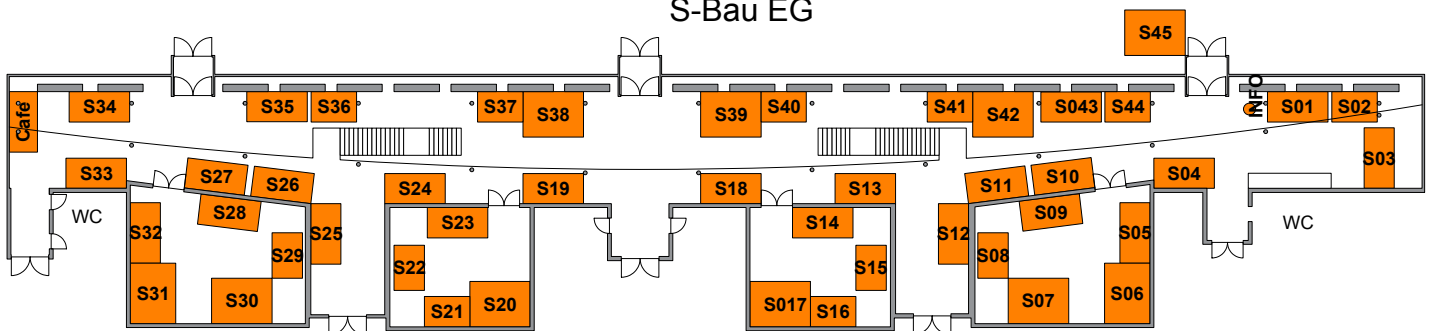 S-Bau EG
S45
S34
S35
S36
S37
S38
S39
S40
S41
S42
S043
S44
INFO
S01
S02
Café
S03
S33
S27
S26
S24
S19
S18
S13
S11
S10
S04
WC
S28
S23
S14
S09
WC
S32
S25
S12
S05
S29
S22
S15
S08
S31
S30
S21
S20
S017
S16
S07
S06